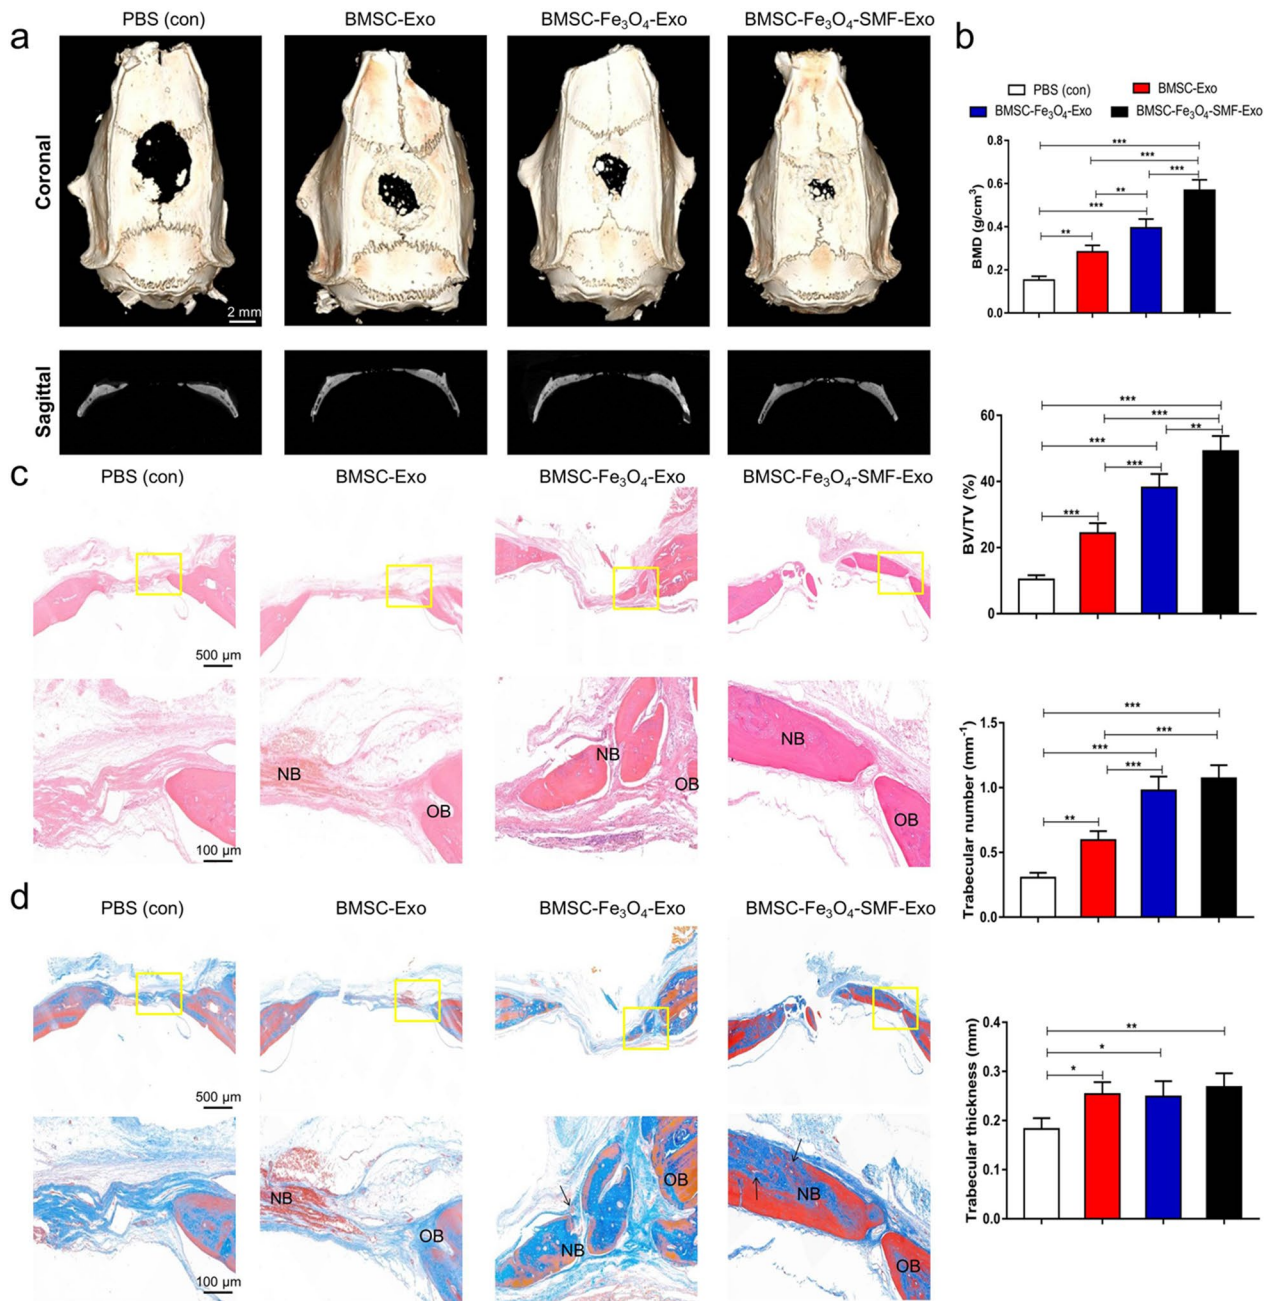 a
PBS (con)
BMSC-Exo
BMSC-Fe₃O₄-Exo
BMSC-Fe₃O₄-SMF-Exo
Coronal
2 mm
Sagittal
b
PBS (con)
BMSC-Exo
BMSC-Fe₃O₄-Exo
BMSC-Fe₃O₄-SMF-Exo
BMD (g/cm³)
0.8
0.6
0.4
0.2
0.0
***
***
***
**
***
**
BV/TV (%)
60
40
20
0
***
***
**
***
***
***
Trabecular number (mm⁻¹)
1.5
1.0
0.5
0.0
***
***
***
***
**
Trabecular thickness (mm)
0.4
0.3
0.2
0.1
0.0
**
*
*
c
PBS (con)
BMSC-Exo
BMSC-Fe₃O₄-Exo
BMSC-Fe₃O₄-SMF-Exo
500 μm
100 μm
NB
OB
NB
OB
NB
OB
d
PBS (con)
BMSC-Exo
BMSC-Fe₃O₄-Exo
BMSC-Fe₃O₄-SMF-Exo
500 μm
100 μm
NB
OB
NB
OB
NB
OB